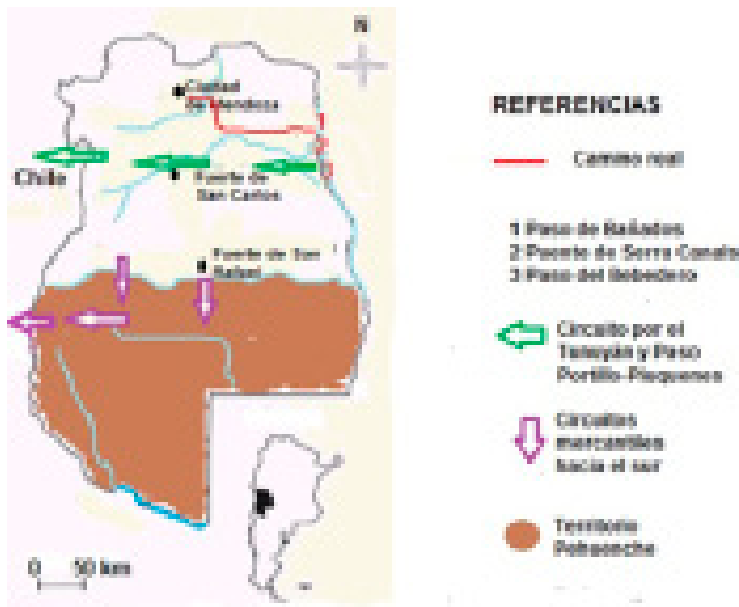 N
Ciudad
de Mendoza
Chile
Fuerte de
San Carlos
Fuerte de San
Rafael
0 50 km
REFERENCIAS
Camino real
1 Paso de Bañados
2 Puente de Serra Canals
3 Paso del Bebedero
Circuito por el
Tunuyán y Paso
Portillo-Piuquenes
Circuitos
mercantiles
hacia el sur
Territorio
Pehuenche